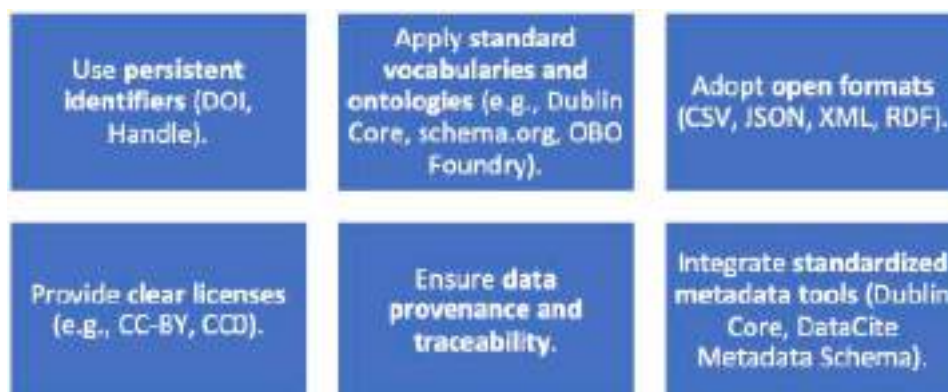 Use persistent
identifiers (DOI,
Handle).
Apply standard
vocabularies and
ontologies (e.g., Dublin
Core, schema.org, OBO
Foundry).
Adopt open formats
(CSV, JSON, XML, RDF).
Provide clear licenses
(e.g., CC-BY, CC0).
Ensure data
provenance and
traceability.
Integrate standardized
metadata tools (Dublin
Core, DataCite
Metadata Schema).